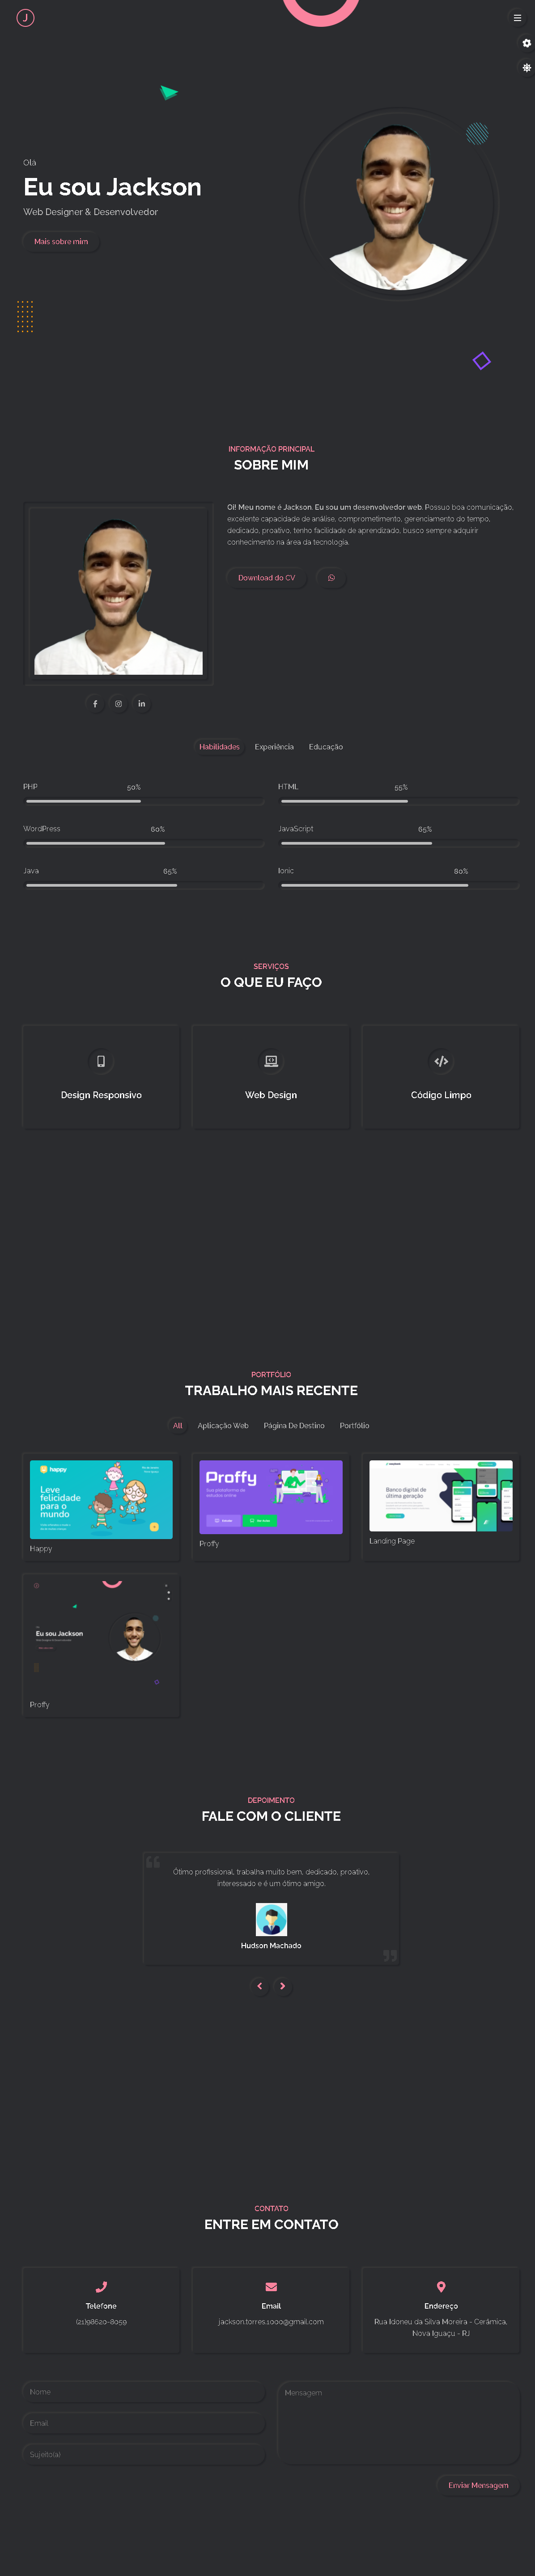 J
Olá
Eu sou Jackson
Web Designer & Desenvolvedor
Mais sobre mim
INFORMAÇÃO PRINCIPAL
SOBRE MIM
Oi! Meu nome é Jackson. Eu sou um desenvolvedor web. Possuo boa comunicação,
excelente capacidade de análise, comprometimento, gerenciamento do tempo,
dedicado, proativo, tenho facilidade de aprendizado, busco sempre adquirir
conhecimento na área da tecnologia.
Download do CV
Habilidades Experiência Educação
PHP 50% HTML 55%
WordPress 60% JavaScript 65%
Java 65% Ionic 80%
SERVIÇOS
O QUE EU FAÇO
Design Responsivo Web Design Código Limpo
PORTFÓLIO
TRABALHO MAIS RECENTE
All Aplicação Web Página De Destino Portfólio
happy
Leve
felicidade
para o
mundo
Happy
Proffy
Sua plataforma de
estudos online
Proffy
Banco digital de
última geração
Landing Page
Eu sou Jackson
Proffy
DEPOIMENTO
FALE COM O CLIENTE
Ótimo profissional, trabalha muito bem, dedicado, proativo,
interessado e é um ótimo amigo.
Hudson Machado
CONTATO
ENTRE EM CONTATO
Telefone
(21)98620-8059
Email
jackson.torres.1000@gmail.com
Endereço
Rua Idoneu da Silva Moreira - Cerâmica,
Nova Iguaçu - RJ
Nome
Email
Sujeito(a)
Mensagem
Enviar Mensagem